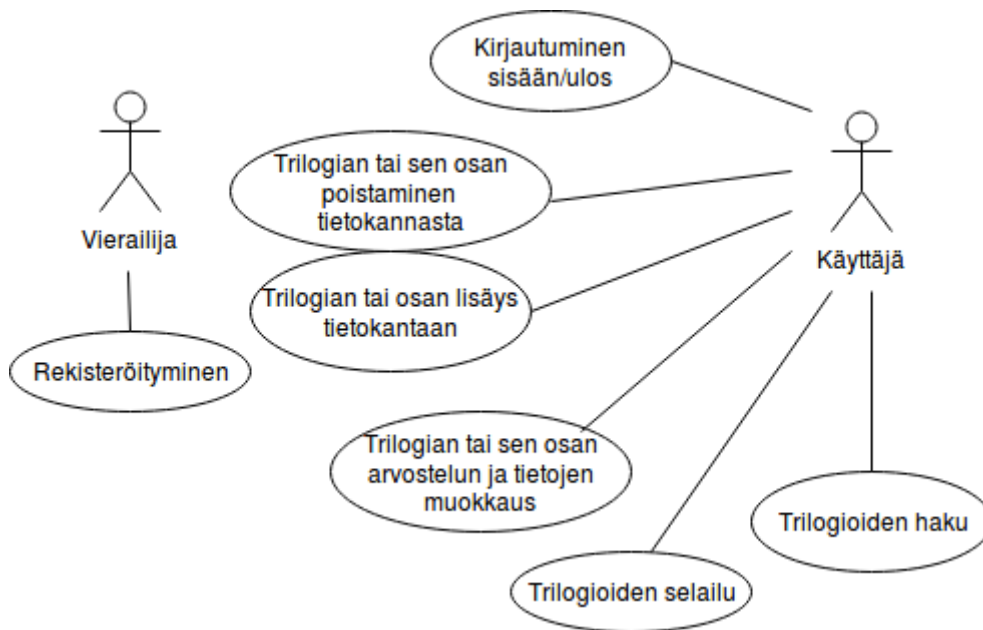 Kirjautuminen
sisään/ulos
Trilogian tai sen osan
poistaminen
tietokannasta
Vierailija
Käyttäjä
Trilogian tai osan lisäys
tietokantaan
Rekisteröityminen
Trilogian tai sen osan
arvostelun ja tietojen
muokkaus
Trilogioiden haku
Trilogioiden selailu